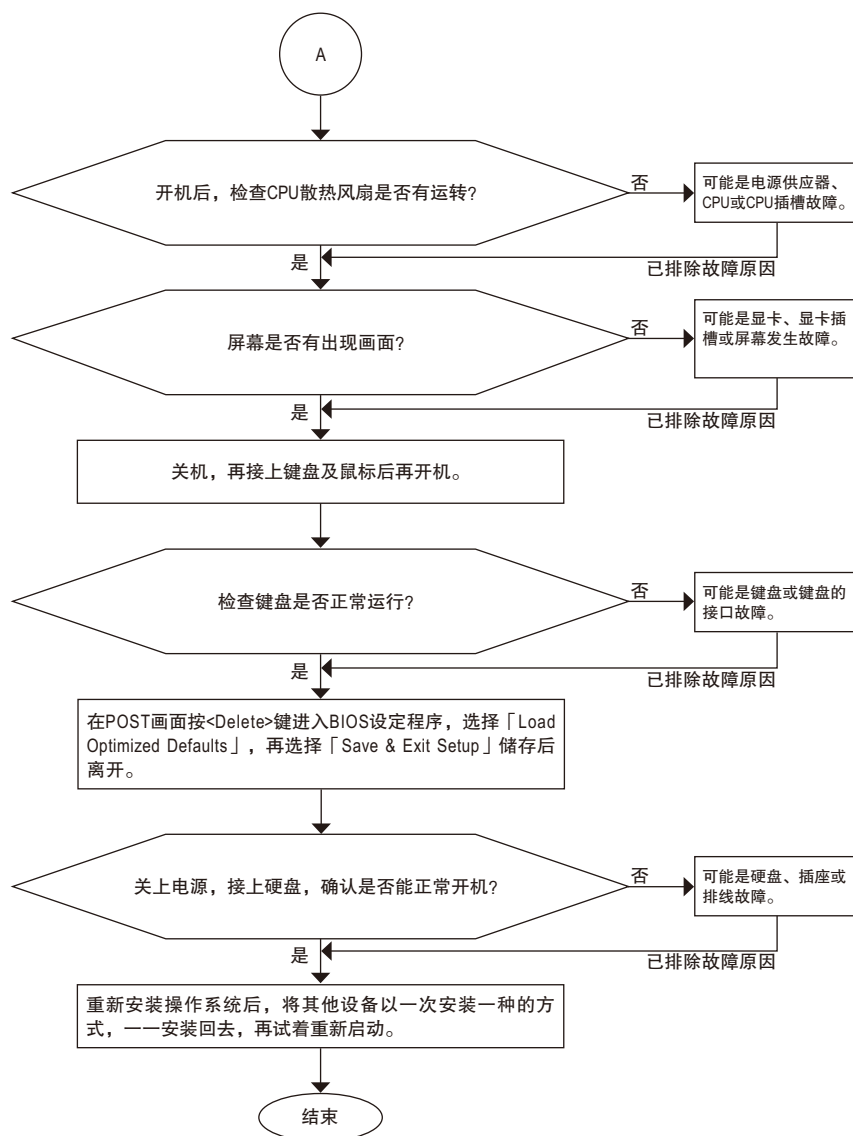 A
开机后，检查CPU散热风扇是否有运转?
否
可能是电源供应器、
CPU或CPU插槽故障。
是
已排除故障原因
屏幕是否有出现画面?
否
可能是显卡、显卡插
槽或屏幕发生故障。
是
已排除故障原因
关机，再接上键盘及鼠标后再开机。
检查键盘是否正常运行?
否
可能是键盘或键盘的
接口故障。
是
已排除故障原因
在POST画面按<Delete>键进入BIOS设定程序，选择「Load
Optimized Defaults」，再选择「Save & Exit Setup」储存后
离开。
关上电源，接上硬盘，确认是否能正常开机?
否
可能是硬盘、插座或
排线故障。
是
已排除故障原因
重新安装操作系统后，将其他设备以一次安装一种的方
式，一一安装回去，再试着重新启动。
结束